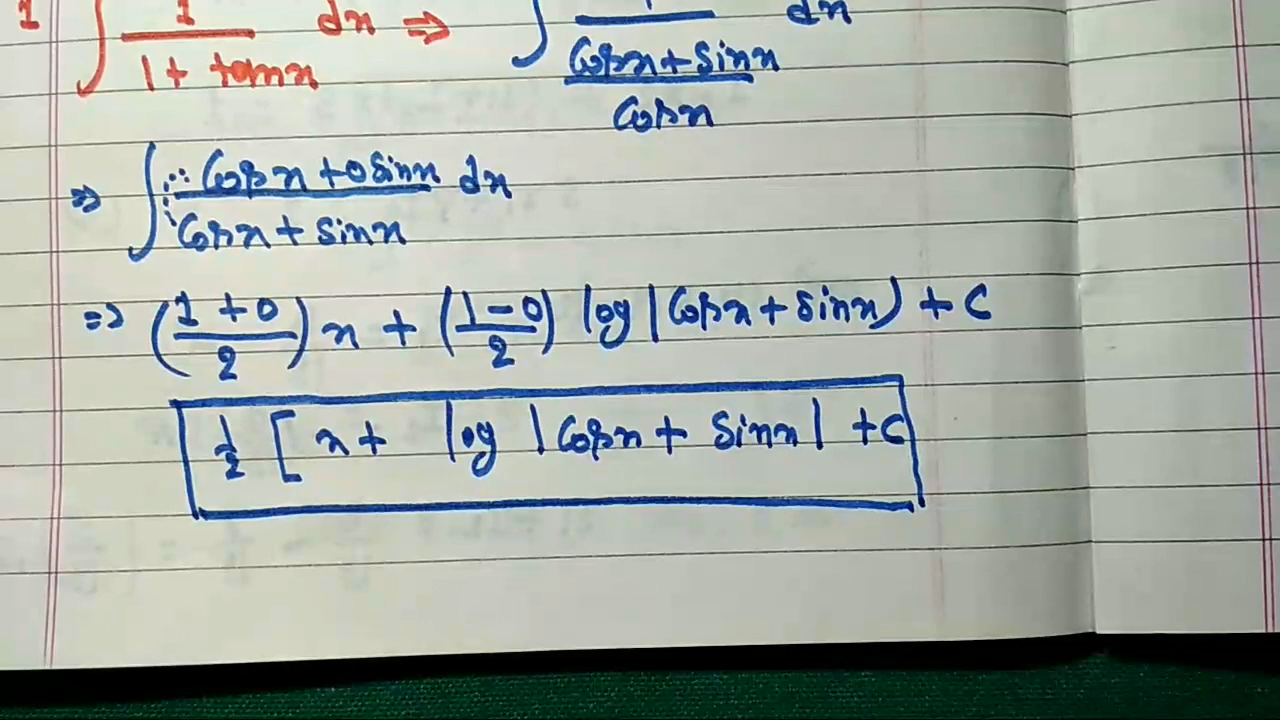 1 ∫ 1/(1 + tanx) dx ⇒ ∫ 1/((Cosx + Sinx)/Cosx) dx
⇒ ∫ (Cosx + 0Sinx)/(Cosx + Sinx) dx
⇒ ((1 + 0)/2) x + ((1 - 0)/2) log |Cosx + Sinx) + C
1/2 [ x + log |Cosx + Sinx| + C